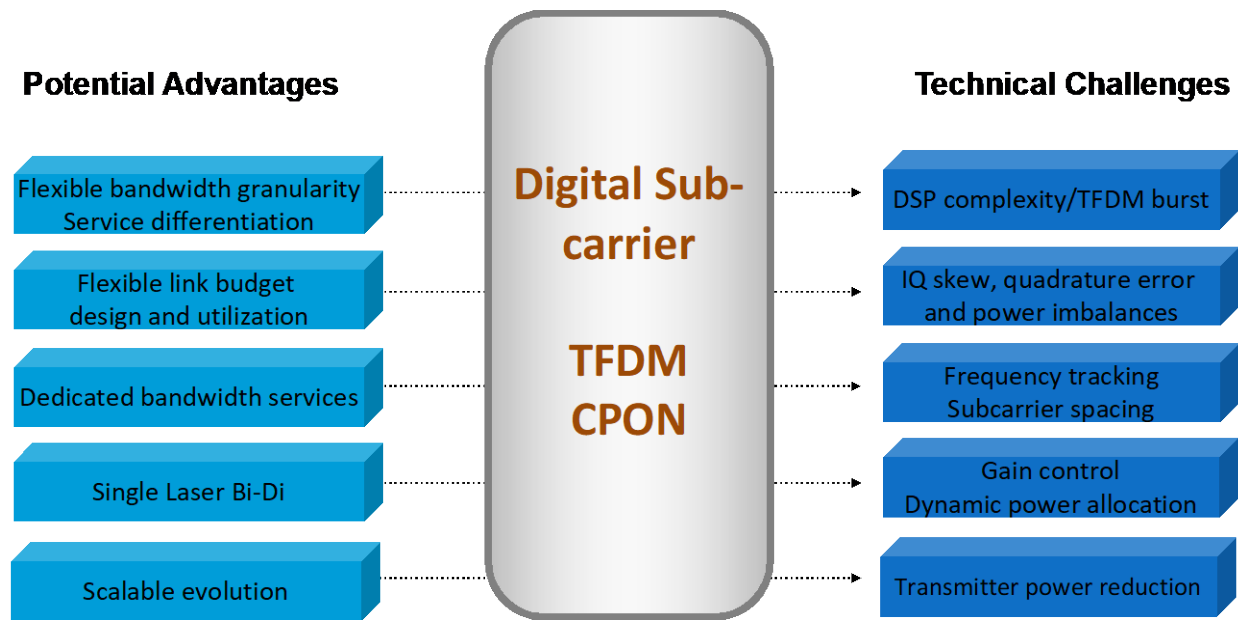 Potential Advantages
Flexible bandwidth granularity
Service differentiation
Flexible link budget
design and utilization
Dedicated bandwidth services
Single Laser Bi-Di
Scalable evolution
Digital Sub-
carrier
TFDM
CPON
Technical Challenges
DSP complexity/TFDM burst
IQ skew, quadrature error
and power imbalances
Frequency tracking
Subcarrier spacing
Gain control
Dynamic power allocation
Transmitter power reduction